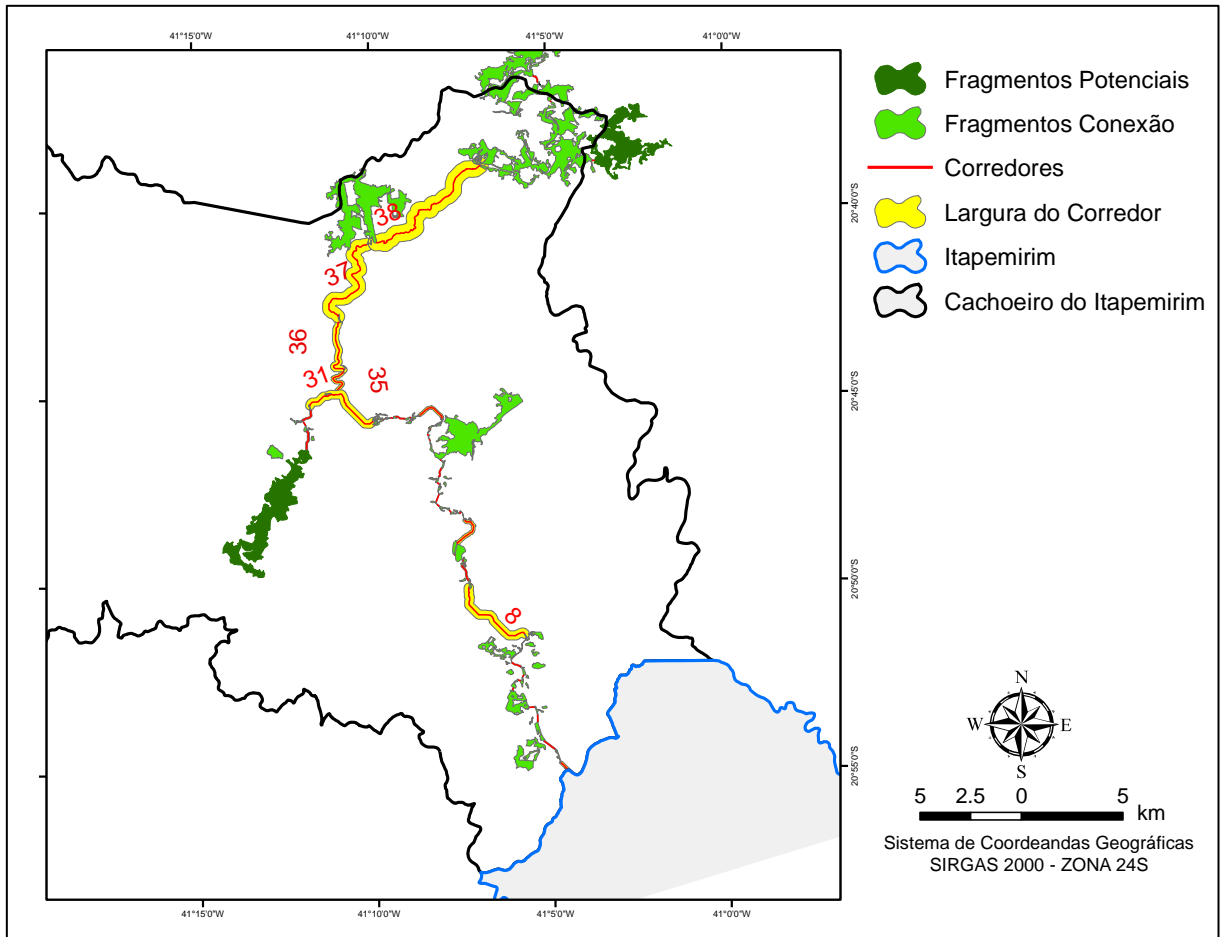 41°15'0"W 41°10'0"W 41°5'0"W 41°0'0"W
Fragmentos Potenciais
Fragmentos Conexão
Corredores
Largura do Corredor
Itapemirim
Cachoeiro do Itapemirim
20°40'0"S
20°45'0"S
20°50'0"S
20°55'0"S
38
37
36
31
35
8
N
W E
S
5 2.5 0 5
km
Sistema de Coordeandas Geográficas
SIRGAS 2000 - ZONA 24S
41°15'0"W 41°10'0"W 41°5'0"W 41°0'0"W